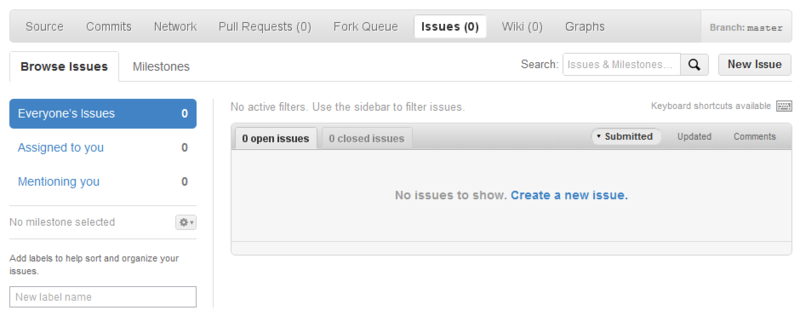 Source Commits Network Pull Requests (0) Fork Queue Issues (0) Wiki (0) Graphs Branch: master
Browse Issues Milestones Search: Issues & Milestones... New Issue
Everyone's Issues 0
Assigned to you 0
Mentioning you 0
No milestone selected
Add labels to help sort and organize your
issues.
New label name
No active filters. Use the sidebar to filter issues. Keyboard shortcuts available
0 open issues 0 closed issues Submitted Updated Comments
No issues to show. Create a new issue.